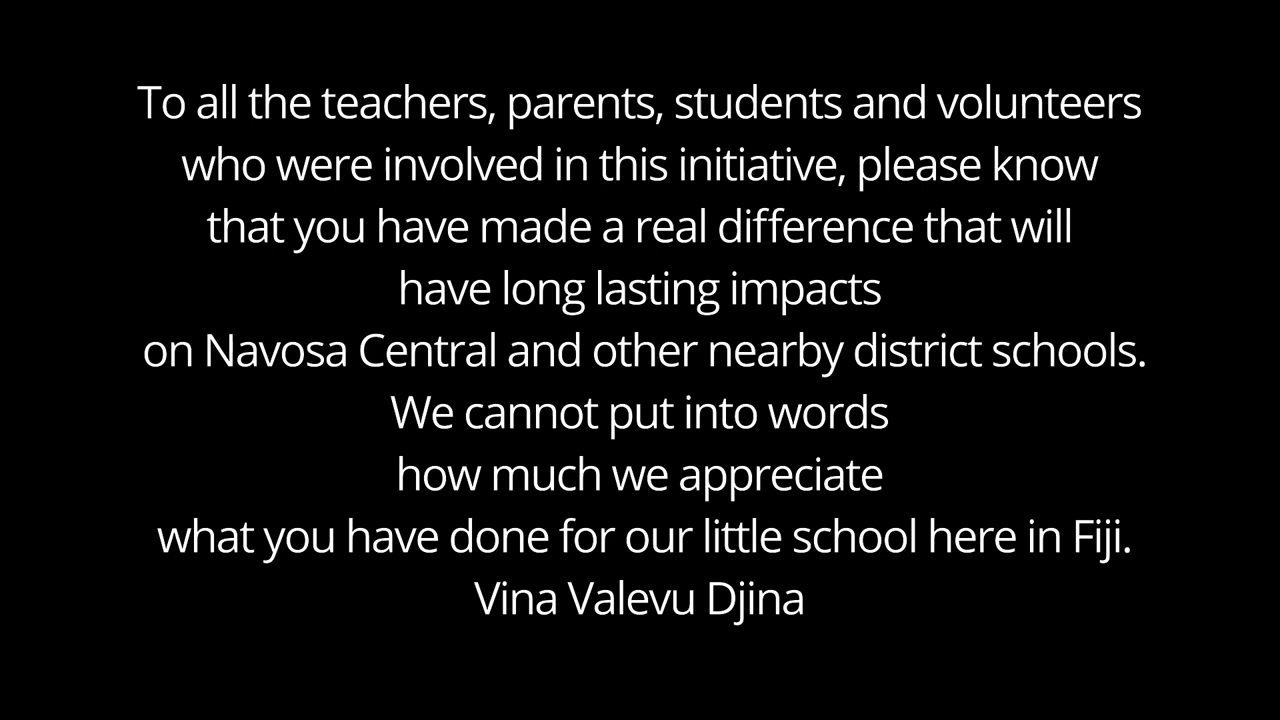 To all the teachers, parents, students and volunteers
who were involved in this initiative, please know
that you have made a real difference that will
have long lasting impacts
on Navosa Central and other nearby district schools.
We cannot put into words
how much we appreciate
what you have done for our little school here in Fiji.
Vina Valevu Djina